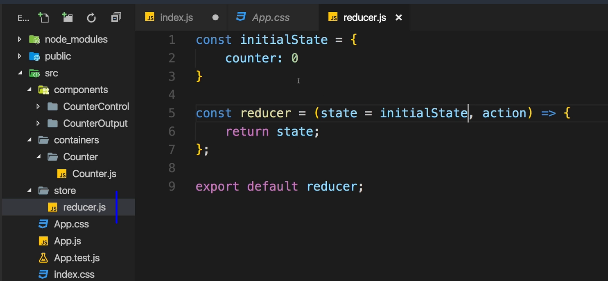 E...
index.js
App.css
reducer.js
node_modules
public
src
components
CounterControl
CounterOutput
containers
Counter
Counter.js
store
reducer.js
App.css
App.js
App.test.js
index.css
1 const initialState = {
2 counter: 0
3 }
4
5 const reducer = (state = initialState, action) => {
6 return state;
7 };
8
9 export default reducer;